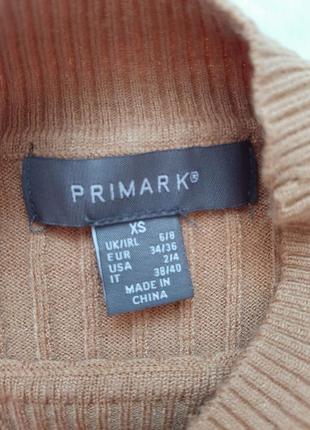 PRIMARK®
XS
UK/IRL 6/8
EUR 34/36
USA 2/4
IT 38/40
MADE IN
CHINA